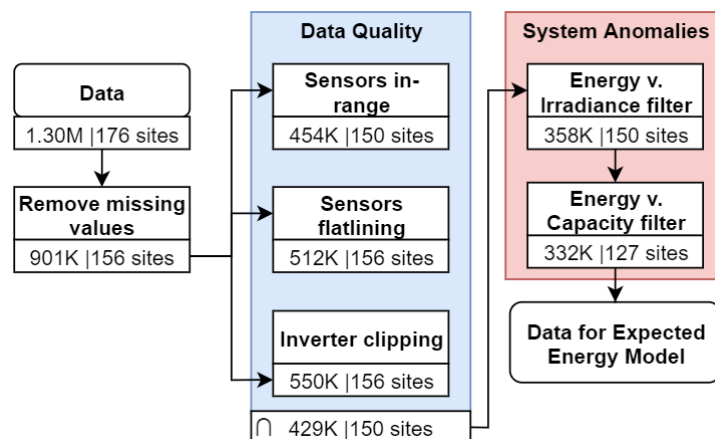 Data
1.30M |176 sites
Remove missing
values
901K |156 sites
Data Quality
Sensors in-
range
454K |150 sites
Sensors
flatlining
512K |156 sites
Inverter clipping
550K |156 sites
⋂ 429K |150 sites
System Anomalies
Energy v.
Irradiance filter
358K |150 sites
Energy v.
Capacity filter
332K |127 sites
Data for Expected
Energy Model